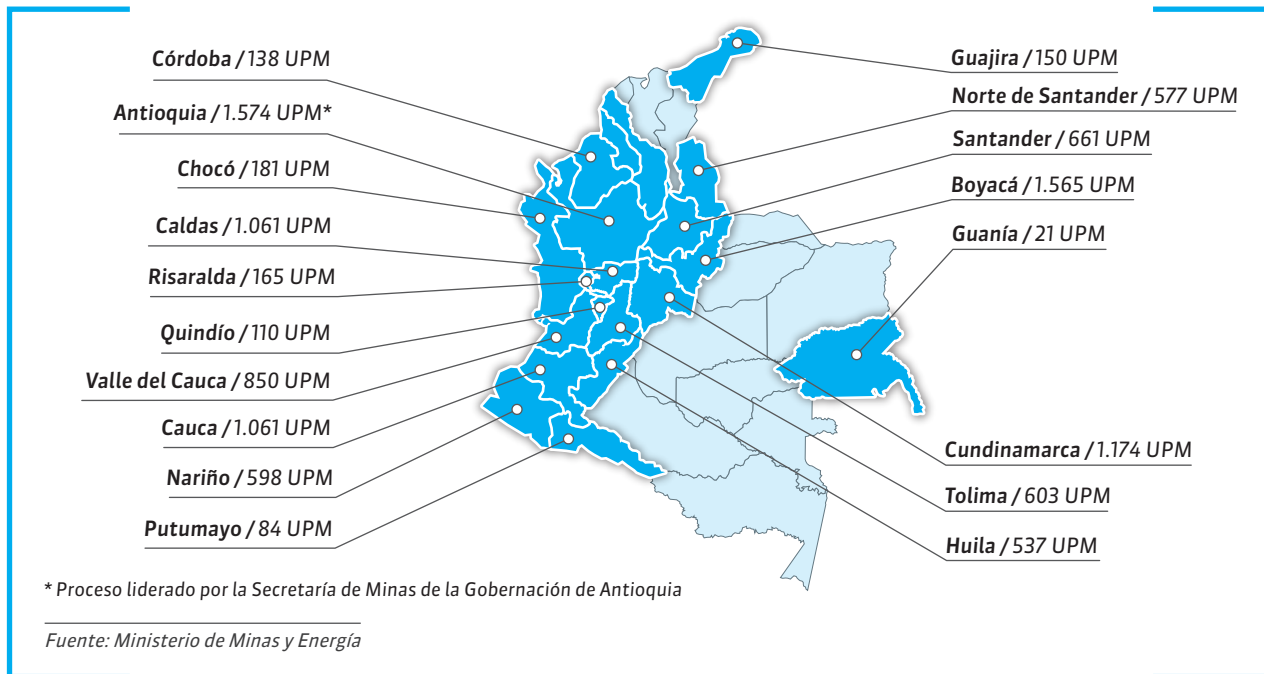 Córdoba / 138 UPM
Antioquia / 1.574 UPM*
Chocó / 181 UPM
Caldas / 1.061 UPM
Risaralda / 165 UPM
Quindío / 110 UPM
Valle del Cauca / 850 UPM
Cauca / 1.061 UPM
Nariño / 598 UPM
Putumayo / 84 UPM
Guajira / 150 UPM
Norte de Santander / 577 UPM
Santander / 661 UPM
Boyacá / 1.565 UPM
Guanía / 21 UPM
Cundinamarca / 1.174 UPM
Tolima / 603 UPM
Huila / 537 UPM
* Proceso liderado por la Secretaría de Minas de la Gobernación de Antioquia
Fuente: Ministerio de Minas y Energía